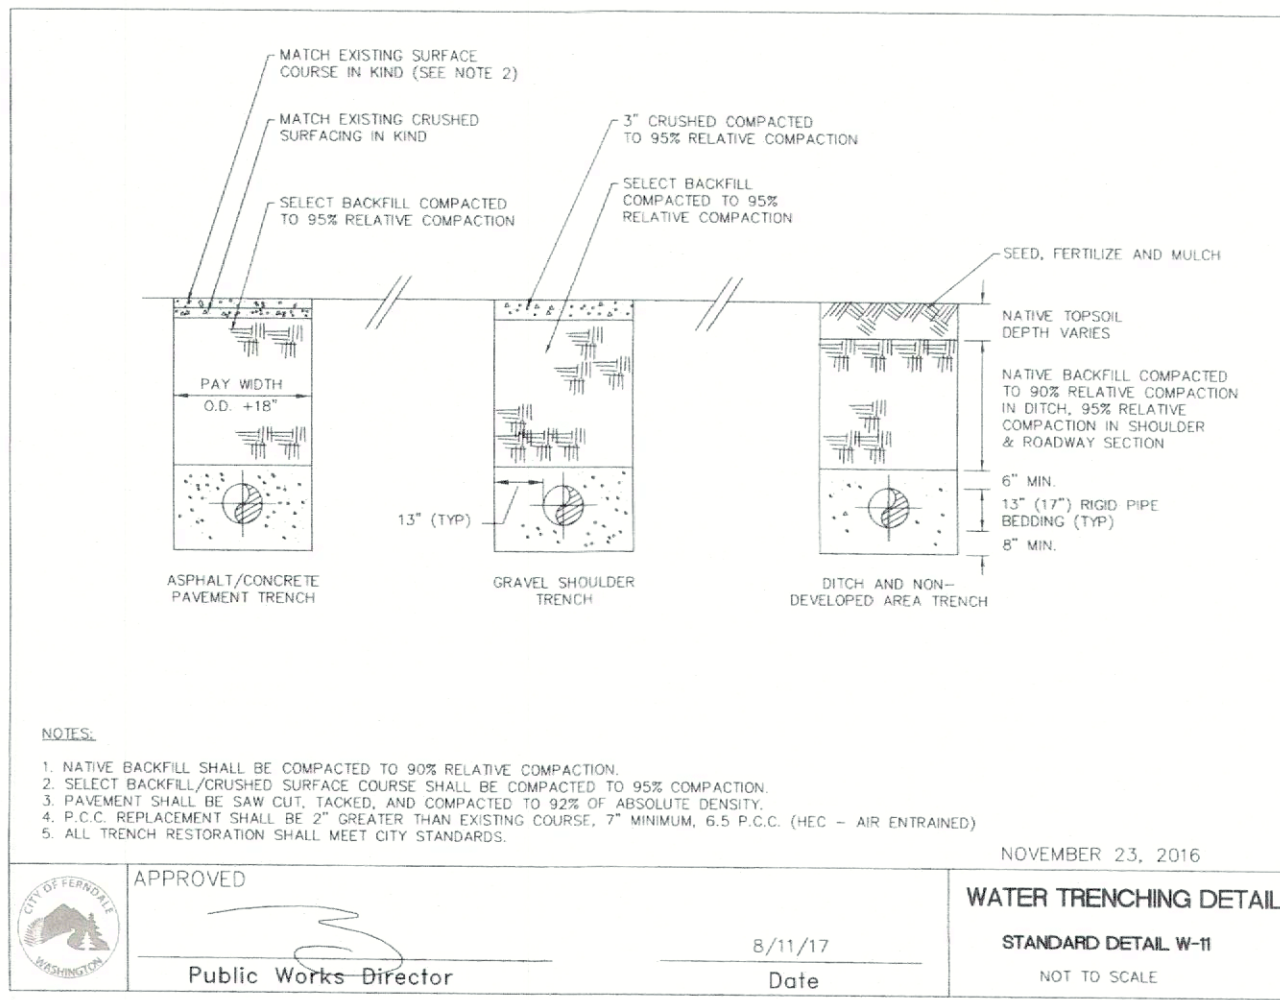 MATCH EXISTING SURFACE
COURSE IN KIND (SEE NOTE 2)
MATCH EXISTING CRUSHED
SURFACING IN KIND
SELECT BACKFILL COMPACTED
TO 95% RELATIVE COMPACTION
3" CRUSHED COMPACTED
TO 95% RELATIVE COMPACTION
SELECT BACKFILL
COMPACTED TO 95%
RELATIVE COMPACTION
SEED, FERTILIZE AND MULCH
NATIVE TOPSOIL
DEPTH VARIES
NATIVE BACKFILL COMPACTED
TO 90% RELATIVE COMPACTION
IN DITCH, 95% RELATIVE
COMPACTION IN SHOULDER
& ROADWAY SECTION
PAY WIDTH
O.D. +18"
13" (TYP)
6" MIN.
13" (17") RIGID PIPE
BEDDING (TYP)
8" MIN.
ASPHALT/CONCRETE
PAVEMENT TRENCH
GRAVEL SHOULDER
TRENCH
DITCH AND NON-
DEVELOPED AREA TRENCH
NOTES:
1. NATIVE BACKFILL SHALL BE COMPACTED TO 90% RELATIVE COMPACTION.
2. SELECT BACKFILL/CRUSHED SURFACE COURSE SHALL BE COMPACTED TO 95% COMPACTION.
3. PAVEMENT SHALL BE SAW CUT, TACKED, AND COMPACTED TO 92% OF ABSOLUTE DENSITY.
4. P.C.C. REPLACEMENT SHALL BE 2" GREATER THAN EXISTING COURSE, 7" MINIMUM, 6.5 P.C.C. (HEC - AIR ENTRAINED)
5. ALL TRENCH RESTORATION SHALL MEET CITY STANDARDS.
NOVEMBER 23, 2016
CITY OF FERNDALE
WASHINGTON
APPROVED
Public Works Director
8/11/17
Date
WATER TRENCHING DETAIL
STANDARD DETAIL W-11
NOT TO SCALE